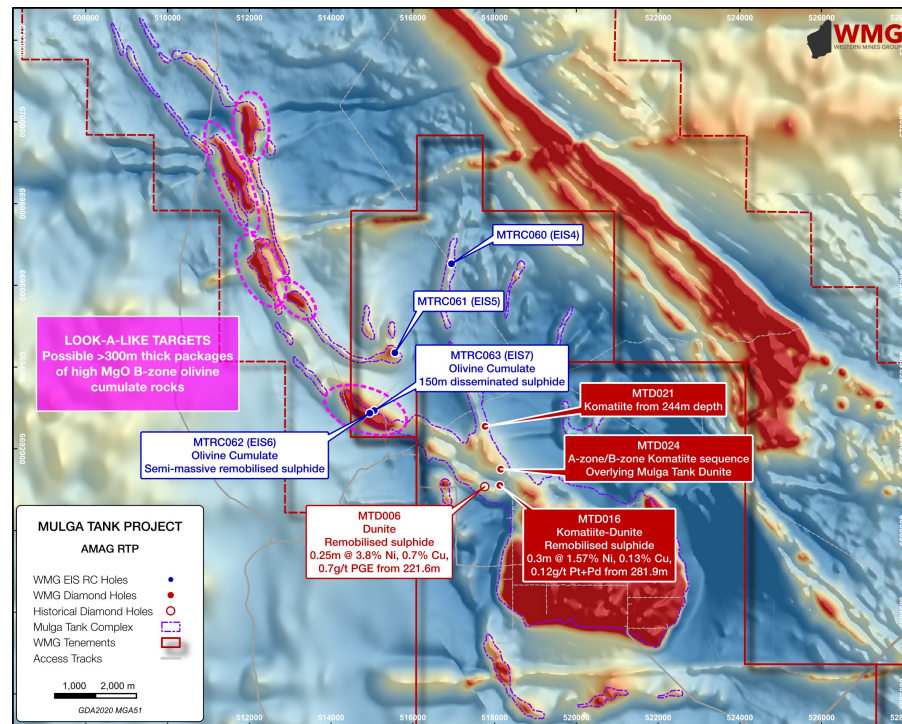 508000
510000
512000
514000
516000
518000
520000
522000
524000
526000
WMG
WESTERN MINES GROUP
6700000
6698000
6696000
6692000
MTRC060 (EIS4)
MTRC061 (EIS5)
LOOK-A-LIKE TARGETS
Possible >300m thick packages
of high MgO B-zone olivine
cumulate rocks
MTRC063 (EIS7)
Olivine Cumulate
150m disseminated sulphide
MTD021
Komatiite from 244m depth
MTRC062 (EIS6)
Olivine Cumulate
Semi-massive remobilised sulphide
MTD024
A-zone/B-zone Komatiite sequence
Overlying Mulga Tank Dunite
MTD006
Dunite
Remobilised sulphide
0.25m @ 3.8% Ni, 0.7% Cu,
0.7g/t PGE from 221.6m
MTD016
Komatiite-Dunite
Remobilised sulphide
0.3m @ 1.57% Ni, 0.13% Cu,
0.12g/t Pt+Pd from 281.9m
MULGA TANK PROJECT
AMAG RTP
WMG EIS RC Holes
WMG Diamond Holes
Historical Diamond Holes
Mulga Tank Complex
WMG Tenements
Access Tracks
1,000 2,000 m
GDA2020 MGA51
512000
514000
516000
518000
520000
522000
524000